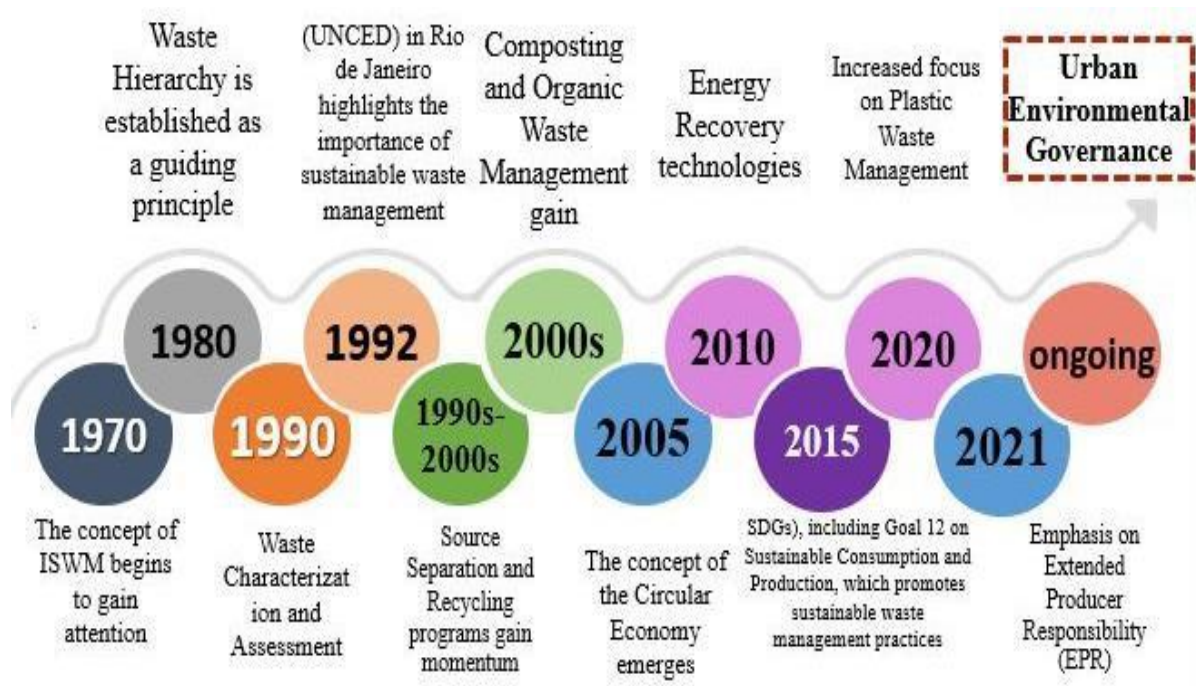 Waste
Hierarchy is
established as
a guiding
principle
(UNCED) in Rio
de Janeiro
highlights the
importance of
sustainable waste
management
Composting
and Organic
Waste
Management
gain
Energy
Recovery
technologies
Increased focus
on Plastic
Waste
Management
Urban
Environmental
Governance
1980
1992
2000s
2010
2020
ongoing
1970
1990
1990s-
2000s
2005
2015
2021
The concept of
ISWM begins
to gain
attention
Waste
Characterizat
ion and
Assessment
Source
Separation and
Recycling
programs gain
momentum
The concept of
the Circular
Economy
emerges
SDGs), including Goal 12 on
Sustainable Consumption and
Production, which promotes
sustainable waste
management practices
Emphasis on
Extended
Producer
Responsibility
(EPR)